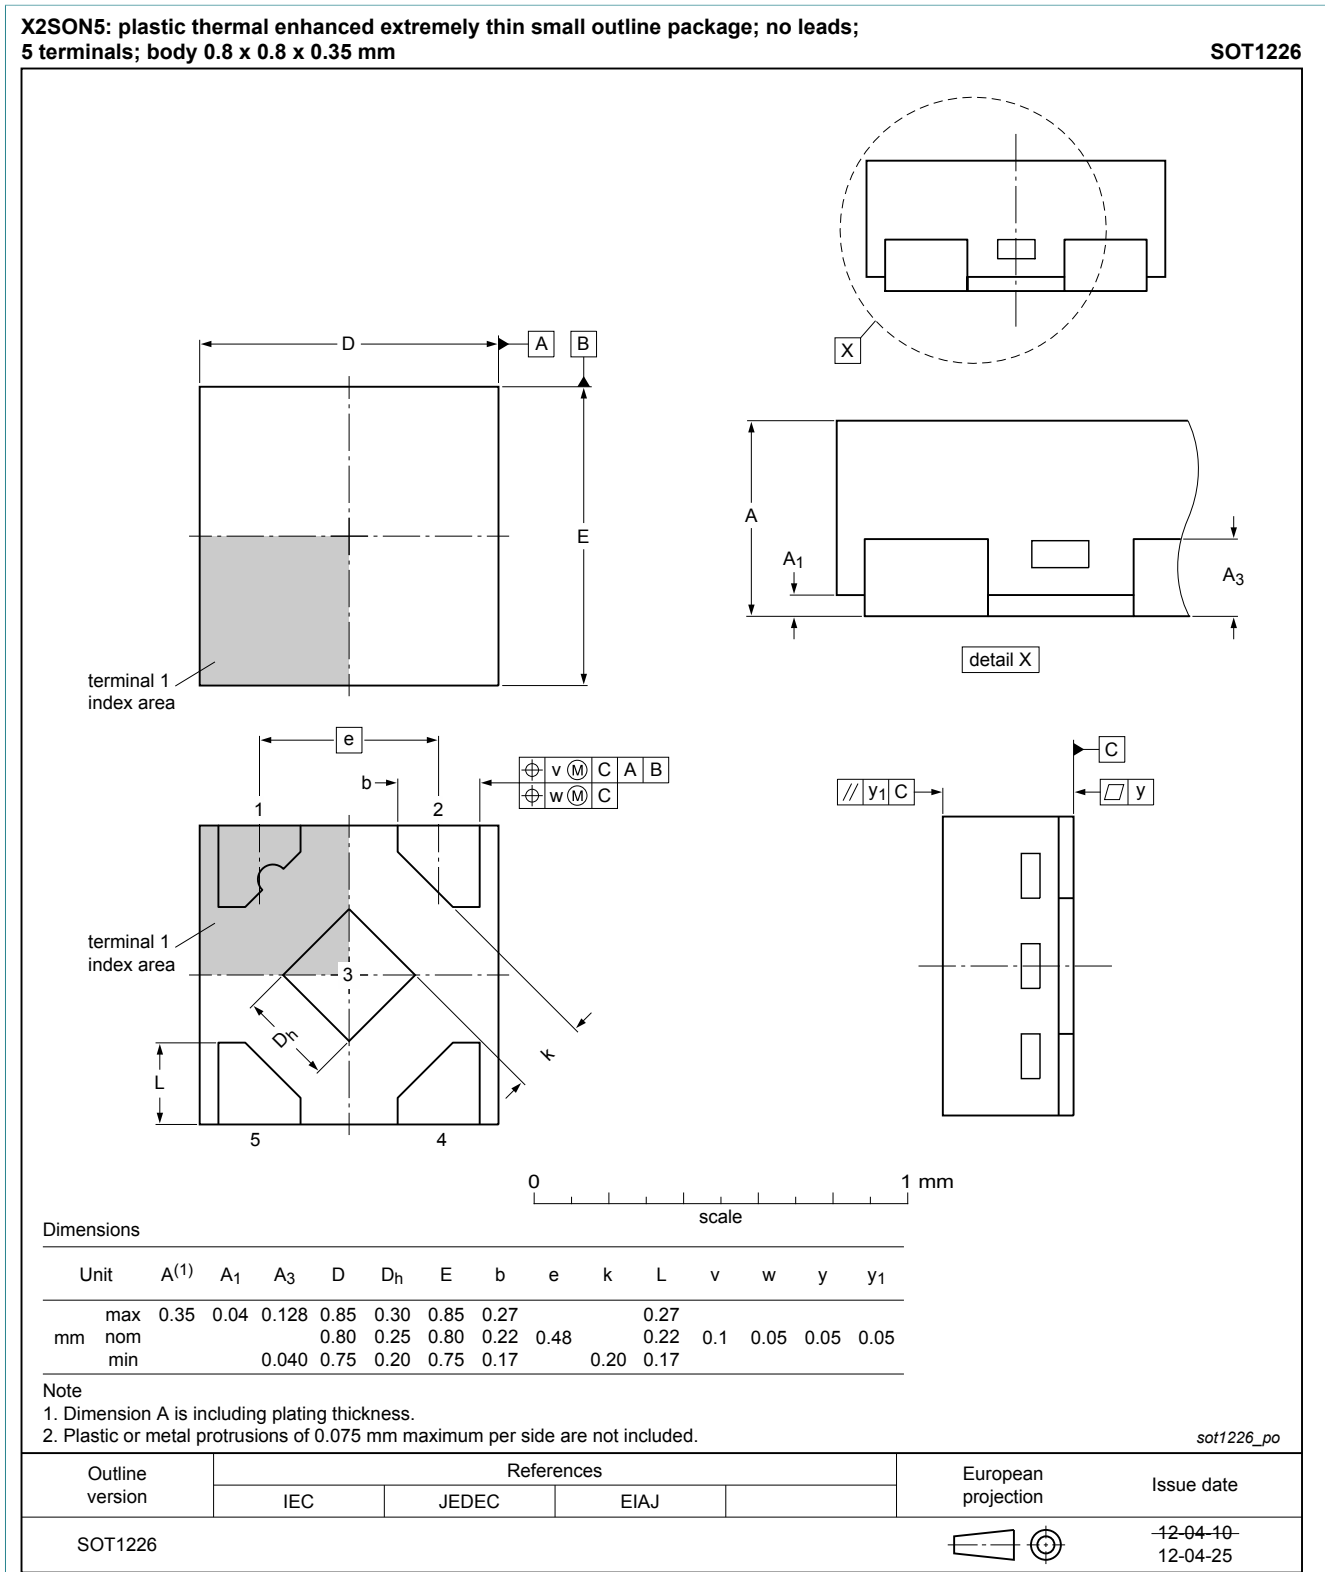 X2SON5: plastic thermal enhanced extremely thin small outline package; no leads;
5 terminals; body 0.8 x 0.8 x 0.35 mm
SOT1226
X
D
A
B
E
terminal 1
index area
A
A1
A3
detail X
e
b
v M C A B
w M C
1
2
terminal 1
index area
3
Dh
k
L
5
4
C
// y1 C
y
0
1 mm
scale
Dimensions
Unit A(1) A1 A3 D Dh E b e k L v w y y1
max 0.35 0.04 0.128 0.85 0.30 0.85 0.27 0.27
mm nom 0.80 0.25 0.80 0.22 0.48 0.22 0.1 0.05 0.05 0.05
min 0.040 0.75 0.20 0.75 0.17 0.20 0.17
Note
1. Dimension A is including plating thickness.
2. Plastic or metal protrusions of 0.075 mm maximum per side are not included.
sot1226_po
Outline
version
References
IEC JEDEC EIAJ
European
projection
Issue date
SOT1226
12-04-10
12-04-25